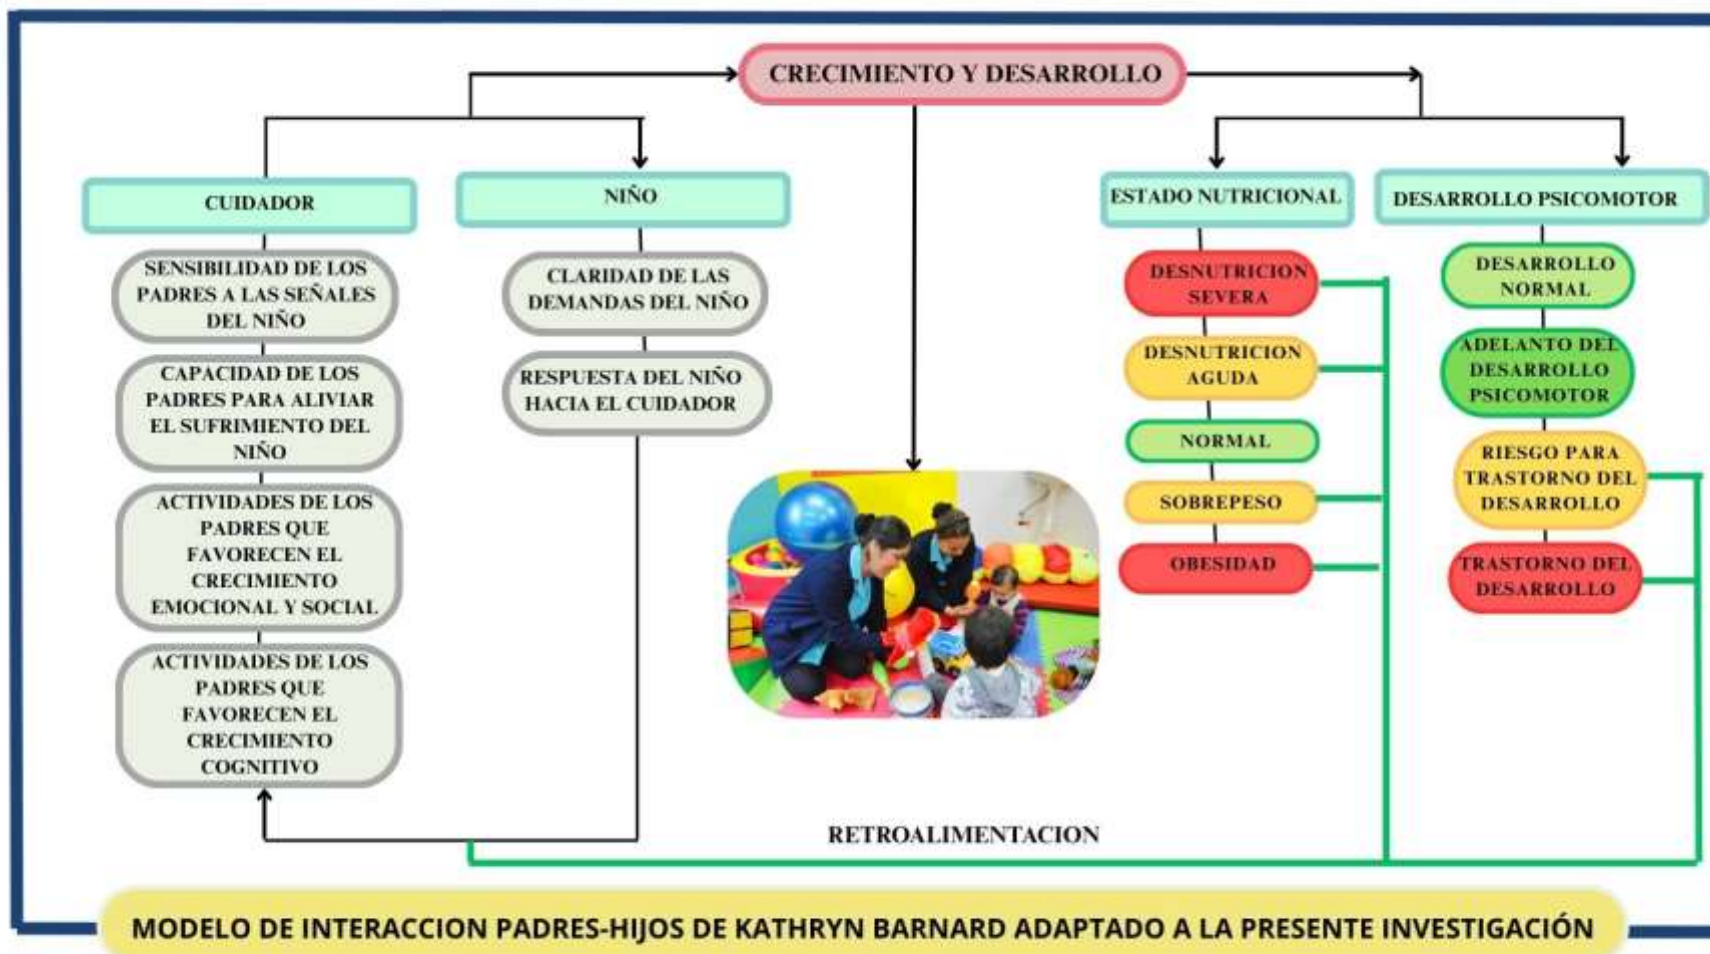 CRECIMIENTO Y DESARROLLO
CUIDADOR
SENSIBILIDAD DE LOS
PADRES A LAS SEÑALES
DEL NIÑO
CAPACIDAD DE LOS
PADRES PARA ALIVIAR
EL SUFRIMIENTO DEL
NIÑO
ACTIVIDADES DE LOS
PADRES QUE
FAVORECEN EL
CRECIMIENTO
EMOCIONAL Y SOCIAL
ACTIVIDADES DE LOS
PADRES QUE
FAVORECEN EL
CRECIMIENTO
COGNITIVO
NIÑO
CLARIDAD DE LAS
DEMANDAS DEL NIÑO
RESPUESTA DEL NIÑO
HACIA EL CUIDADOR
ESTADO NUTRICIONAL
DESNUTRICION
SEVERA
DESNUTRICION
AGUDA
NORMAL
SOBREPESO
OBESIDAD
DESARROLLO PSICOMOTOR
DESARROLLO
NORMAL
ADELANTO DEL
DESARROLLO
PSICOMOTOR
RIESGO PARA
TRASTORNO DEL
DESARROLLO
TRASTORNO DEL
DESARROLLO
RETROALIMENTACION
MODELO DE INTERACCION PADRES-HIJOS DE KATHRYN BARNARD ADAPTADO A LA PRESENTE INVESTIGACIÓN